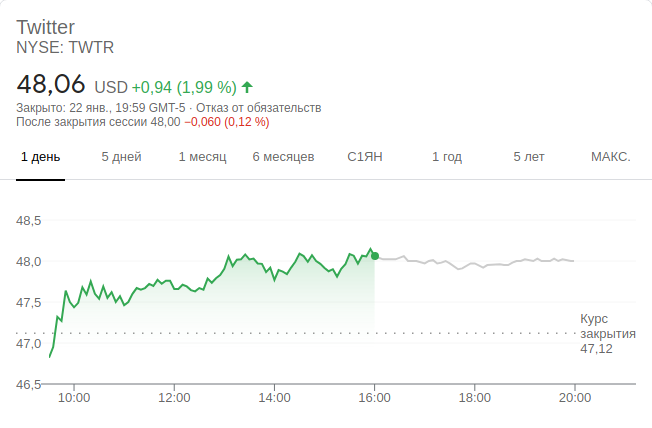 Twitter
NYSE: TWTR
48,06 USD +0,94 (1,99 %)
Закрыто: 22 янв., 19:59 GMT-5 · Отказ от обязательств
После закрытия сессии 48,00 −0,060 (0,12 %)
1 день 5 дней 1 месяц 6 месяцев С1ЯН 1 год 5 лет МАКС.
48,5
48,0
47,5
47,0
46,5
Курс
закрытия
47,12
10:00 12:00 14:00 16:00 18:00 20:00